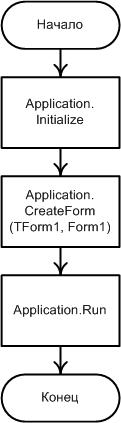 Начало
Application.
Initialize
Application.
CreateForm
(TForm1, Form1)
Application.Run
Конец